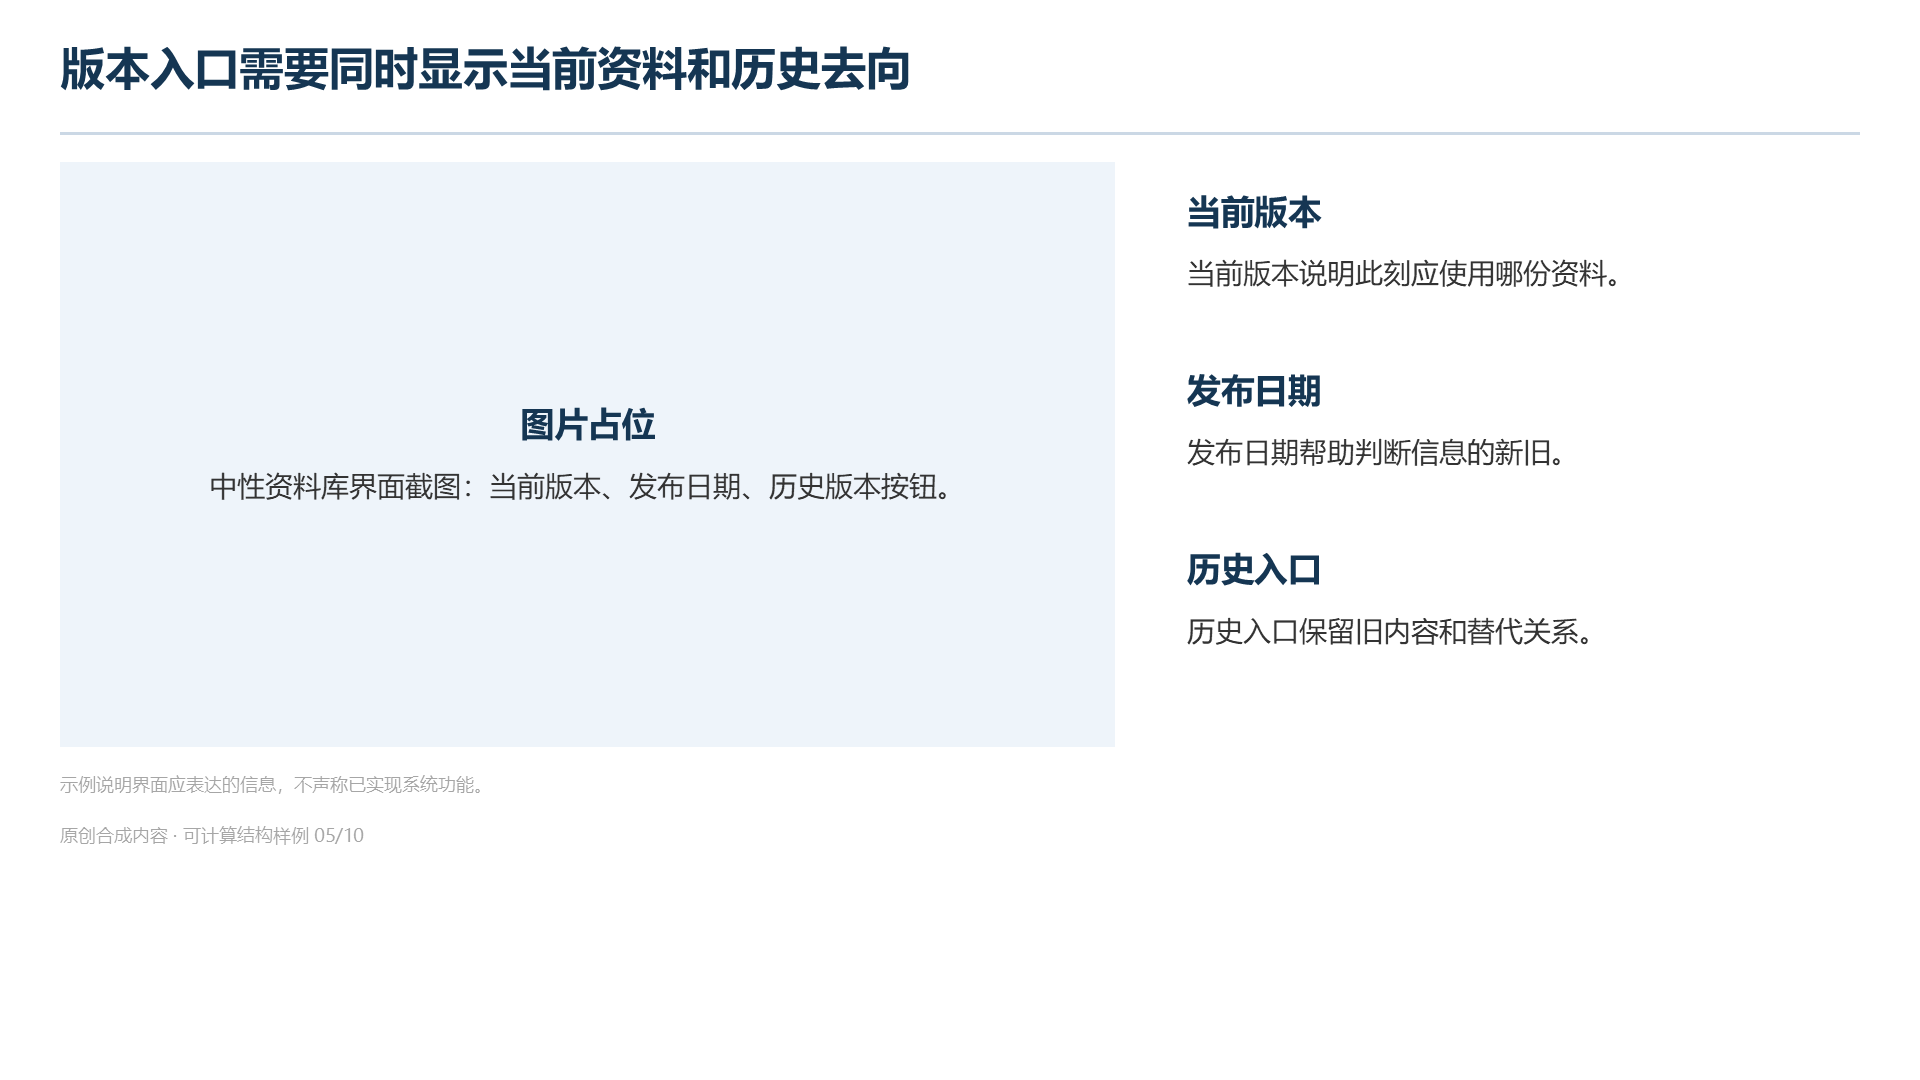 版本入口需要同时显示当前资料和历史去向
图片占位
中性资料库界面截图：当前版本、发布日期、历史版本按钮。
当前版本
当前版本说明此刻应使用哪份资料。
发布日期
发布日期帮助判断信息的新旧。
历史入口
历史入口保留旧内容和替代关系。
示例说明界面应表达的信息，不声称已实现系统功能。
原创合成内容 · 可计算结构样例 05/10